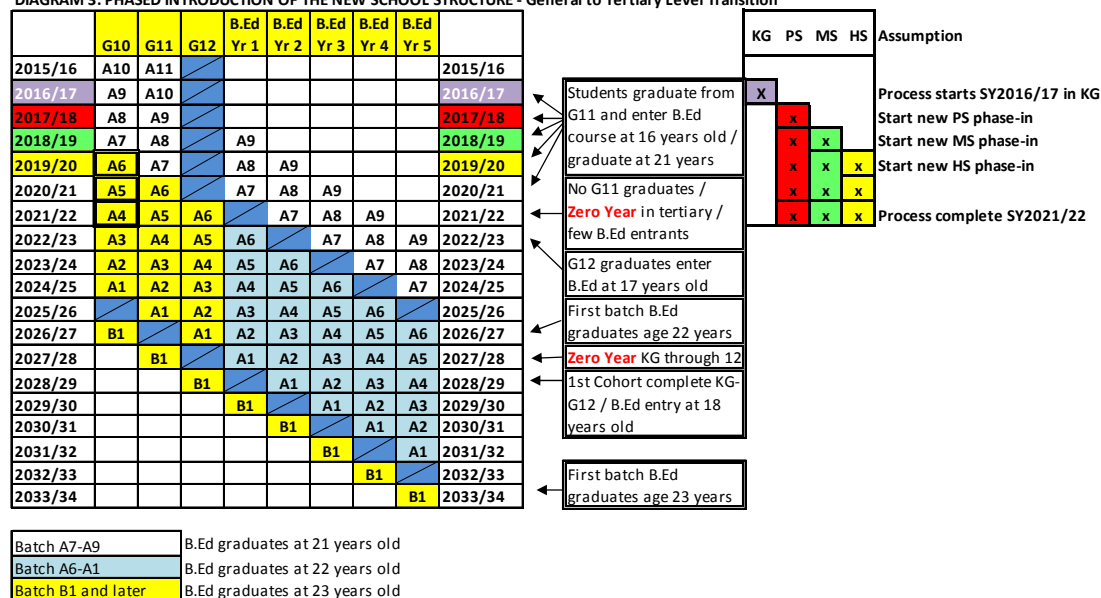 DIAGRAM 3: PHASED INTRODUCTION OF THE NEW SCHOOL STRUCTURE - General to Tertiary Level Transition
G10 G11 G12 B.Ed Yr 1 B.Ed Yr 2 B.Ed Yr 3 B.Ed Yr 4 B.Ed Yr 5
2015/16 A10 A11 2015/16
2016/17 A9 A10 2016/17
2017/18 A8 A9 2017/18
2018/19 A7 A8 A9 2018/19
2019/20 A6 A7 A8 A9 2019/20
2020/21 A5 A6 A7 A8 A9 2020/21
2021/22 A4 A5 A6 A7 A8 A9 2021/22
2022/23 A3 A4 A5 A6 A7 A8 A9 2022/23
2023/24 A2 A3 A4 A5 A6 A7 A8 2023/24
2024/25 A1 A2 A3 A4 A5 A6 A7 2024/25
2025/26 A1 A2 A3 A4 A5 A6 2025/26
2026/27 B1 A1 A2 A3 A4 A5 A6 2026/27
2027/28 B1 A1 A2 A3 A4 A5 2027/28
2028/29 B1 A1 A2 A3 A4 2028/29
2029/30 B1 A1 A2 A3 2029/30
2030/31 B1 A1 A2 2030/31
2031/32 B1 A1 2031/32
2032/33 B1 2032/33
2033/34 B1 2033/34
Students graduate from
G11 and enter B.Ed
course at 16 years old /
graduate at 21 years
No G11 graduates /
Zero Year in tertiary /
few B.Ed entrants
G12 graduates enter
B.Ed at 17 years old
First batch B.Ed
graduates age 22 years
Zero Year KG through 12
1st Cohort complete KG-
G12 / B.Ed entry at 18
years old
First batch B.Ed
graduates age 23 years
KG PS MS HS Assumption
X Process starts SY2016/17 in KG
x Start new PS phase-in
x x Start new MS phase-in
x x x Start new HS phase-in
x x x
x x x Process complete SY2021/22
Batch A7-A9 B.Ed graduates at 21 years old
Batch A6-A1 B.Ed graduates at 22 years old
Batch B1 and later B.Ed graduates at 23 years old